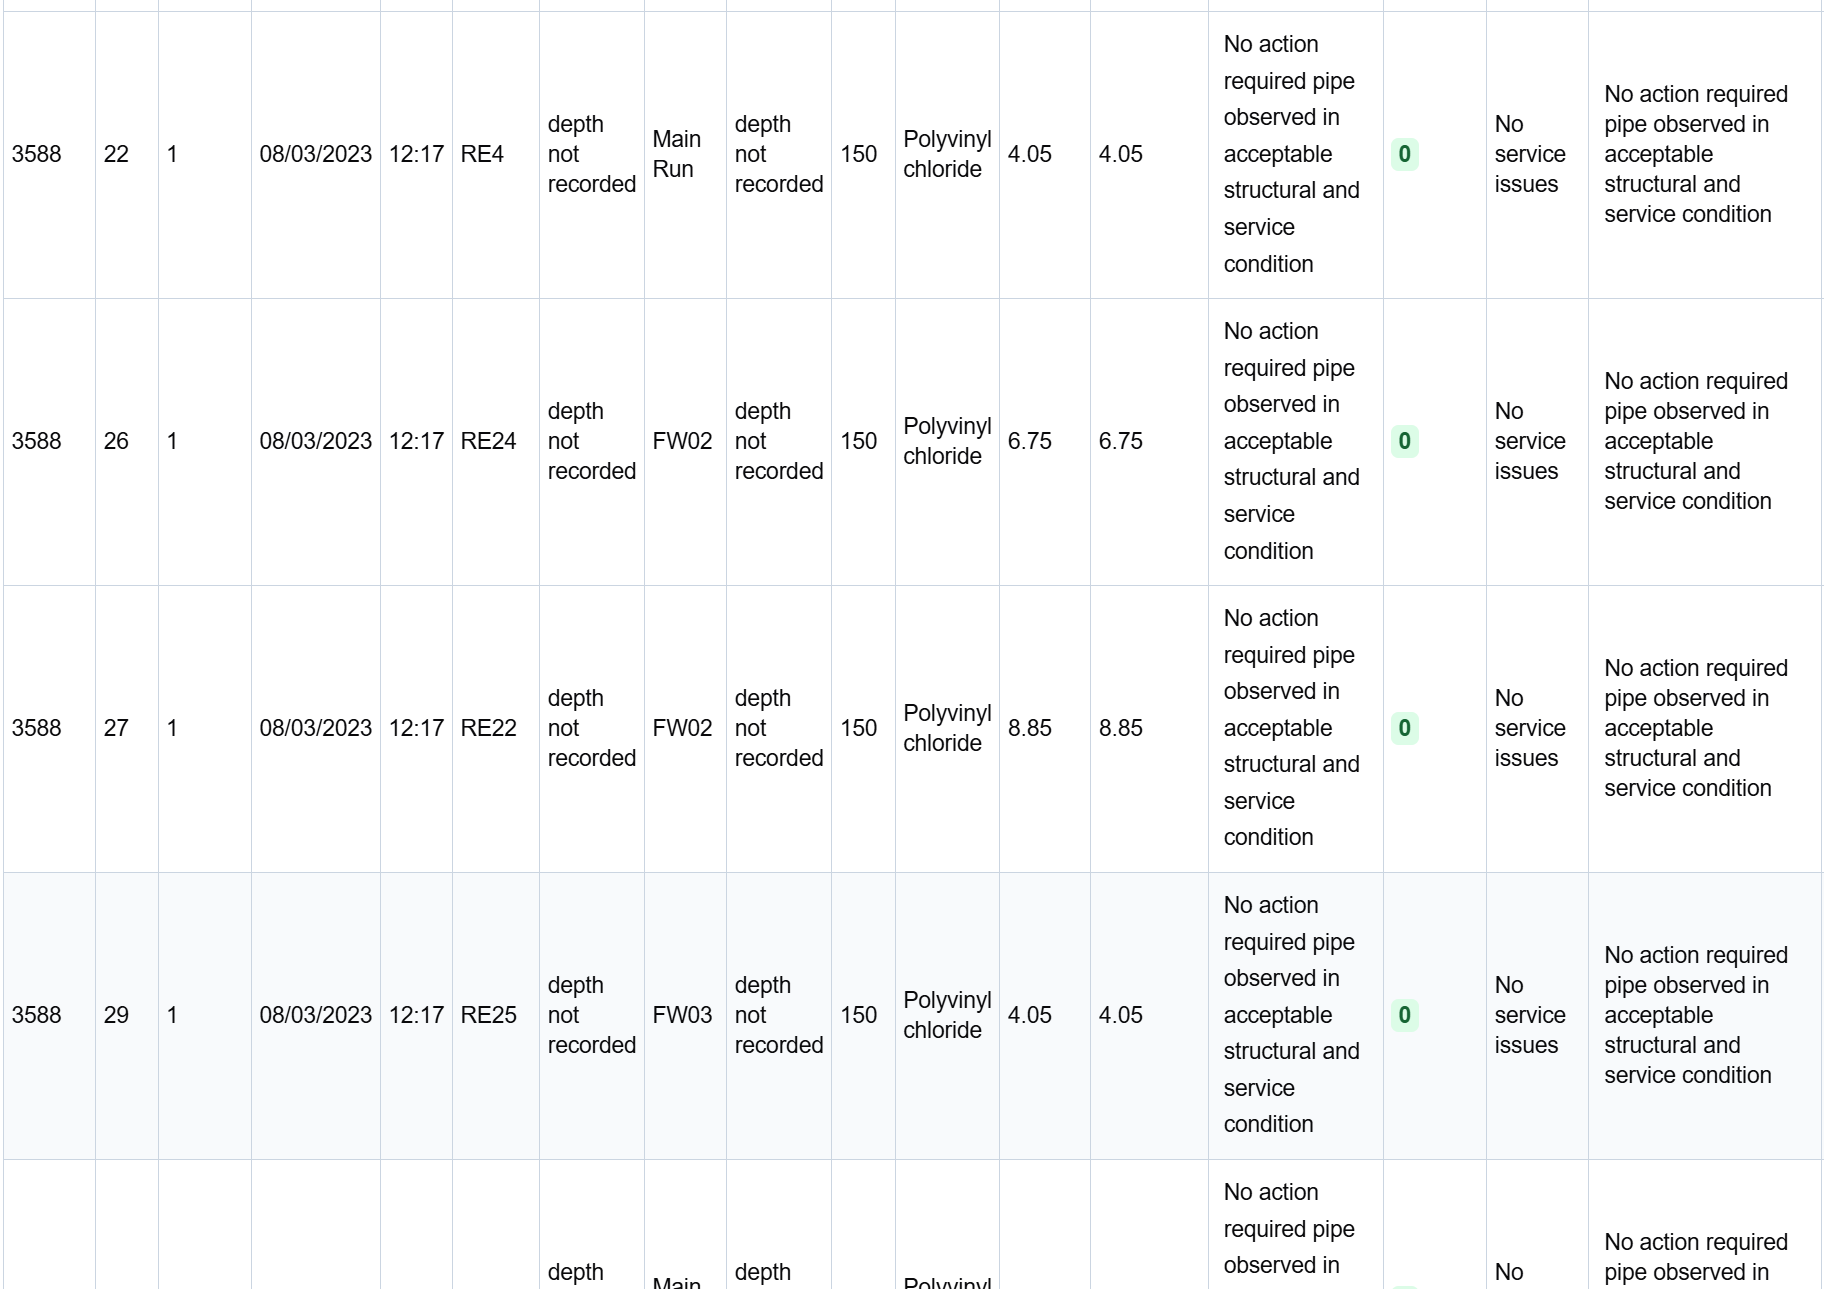 3588 22 1 08/03/2023 12:17 RE4 depth not recorded Main Run depth not recorded 150 Polyvinyl chloride 4.05 4.05 No action required pipe observed in acceptable structural and service condition 0 No service issues No action required pipe observed in acceptable structural and service condition
3588 26 1 08/03/2023 12:17 RE24 depth not recorded FW02 depth not recorded 150 Polyvinyl chloride 6.75 6.75 No action required pipe observed in acceptable structural and service condition 0 No service issues No action required pipe observed in acceptable structural and service condition
3588 27 1 08/03/2023 12:17 RE22 depth not recorded FW02 depth not recorded 150 Polyvinyl chloride 8.85 8.85 No action required pipe observed in acceptable structural and service condition 0 No service issues No action required pipe observed in acceptable structural and service condition
3588 29 1 08/03/2023 12:17 RE25 depth not recorded FW03 depth not recorded 150 Polyvinyl chloride 4.05 4.05 No action required pipe observed in acceptable structural and service condition 0 No service issues No action required pipe observed in acceptable structural and service condition
depth Main depth Polyvinyl No action required pipe observed in No No action required pipe observed in